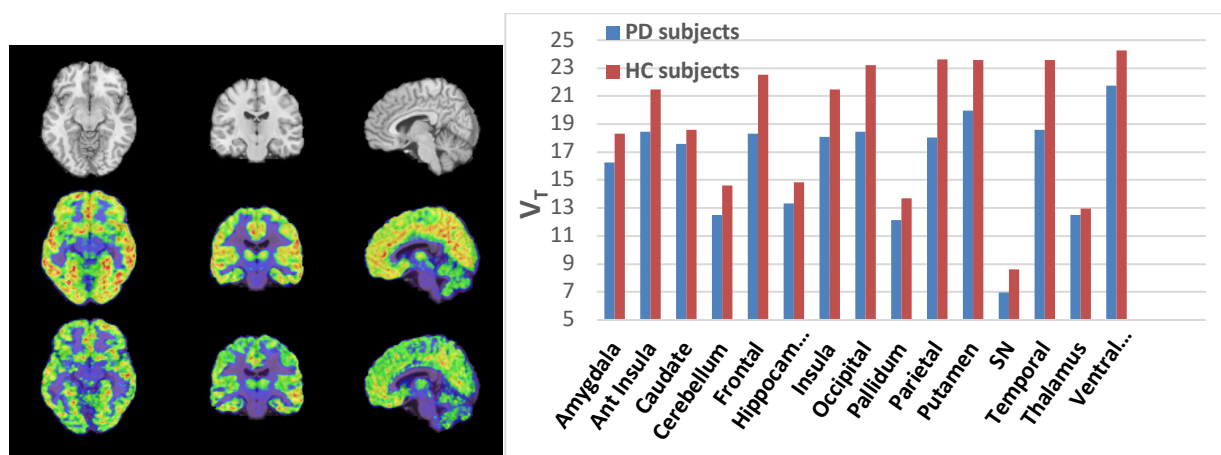 PD subjects
HC subjects
V_T
25
23
21
19
17
15
13
11
9
7
5
Amygdala
Ant Insula
Caudate
Cerebellum
Frontal
Hippocam...
Insula
Occipital
Pallidum
Parietal
Putamen
SN
Temporal
Thalamus
Ventral...